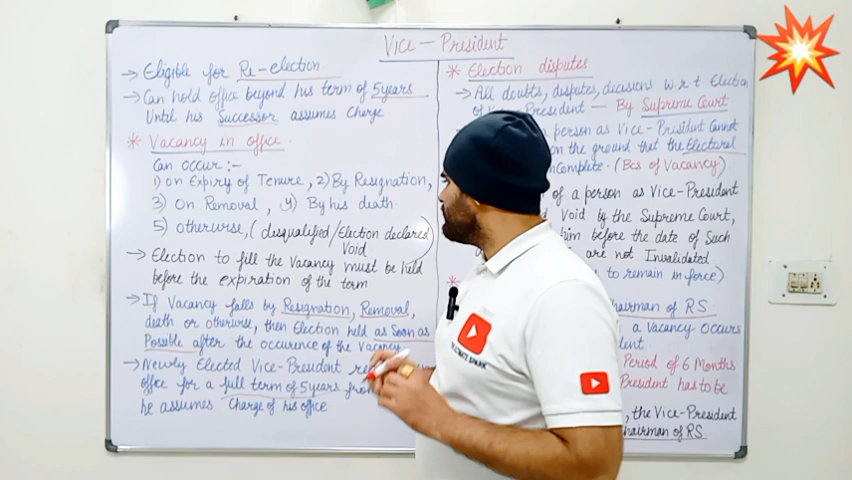 Vice - President
→ Eligible for Re-election
→ Can hold office beyond his term of 5years
Until his Successor assumes Charge
* Vacancy in office.
Can occur :-
1) on Expiry of Tenure, 2) By Resignation,
3) On Removal, 4) By his death.
5) otherwise, ( disqualified/Election declared
Void )
→ Election to fill the Vacancy must be held
before the expiration of the term
→ If Vacancy falls by Resignation, Removal,
death or otherwise, then Election held as Soon as
Possible after the occurence of the Vacancy
→ Newly Elected Vice-President
office for a full term of 5years
he assumes Charge of his office
* Election disputes
→ All doubts, disputes, decisions w.r.t Election
President — By Supreme Court
person as Vice-President Cannot
on the ground that the Electoral
Complete. (Bcs of Vacancy)
of a person as Vice-President
Void by the Supreme Court,
him before the date of Such
are not Invalidated
to remain in force)
*
Chairman of RS
a Vacancy occurs
Period of 6 Months
President has to be
, the Vice-President
Chairman of RS